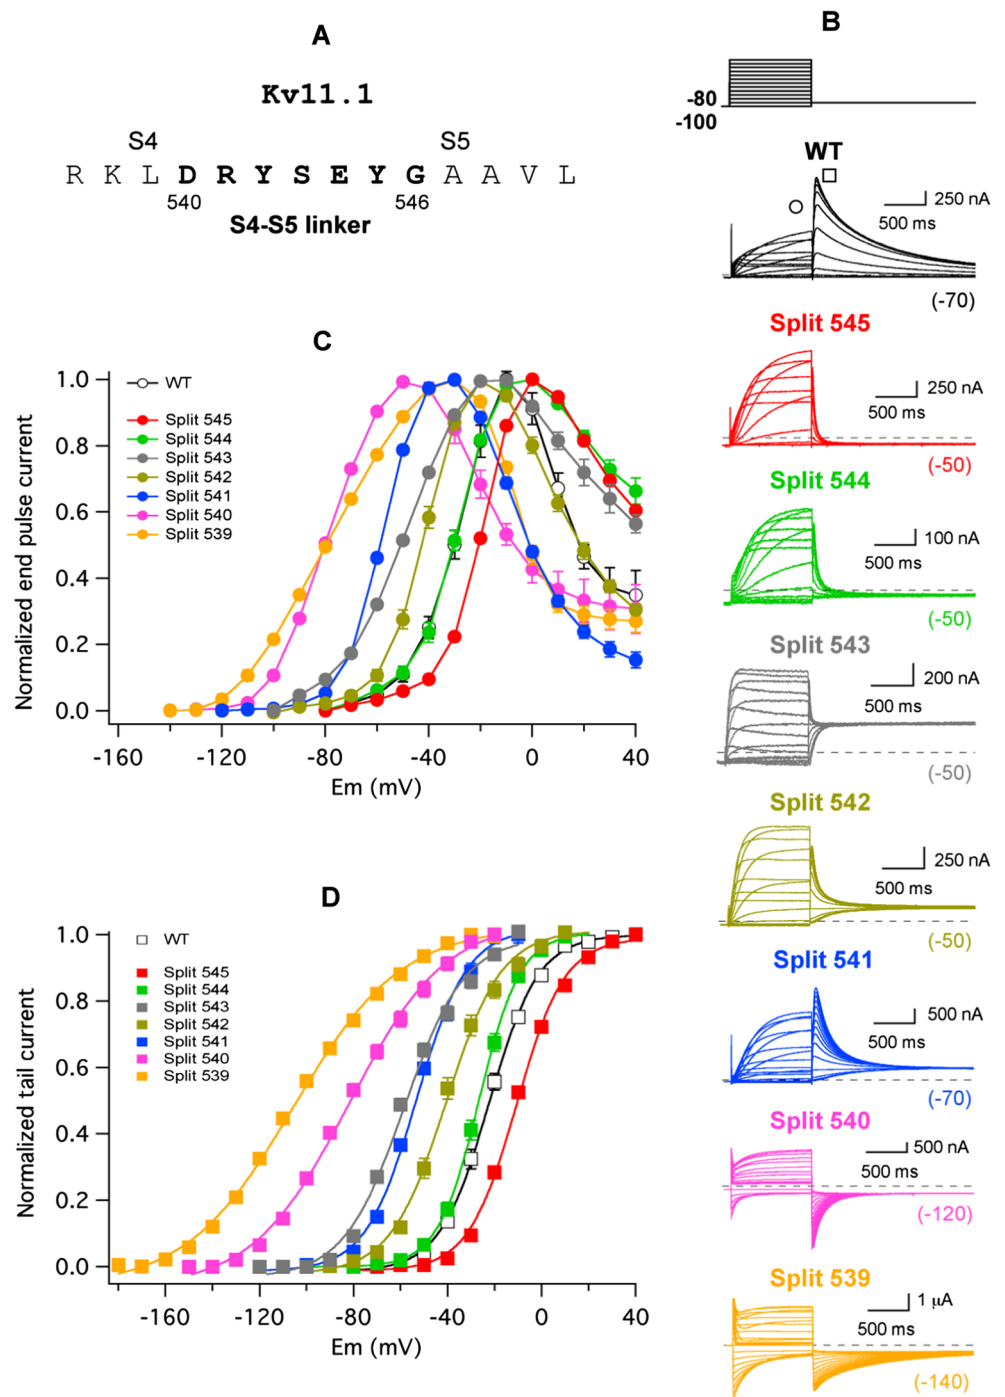 A
Kv11.1
S4 S5
R K L D R Y S E Y G A A V L
540 546
S4-S5 linker
B
-80
-100
WT
250 nA
500 ms
(-70)
Split 545
250 nA
500 ms
(-50)
Split 544
100 nA
500 ms
(-50)
Split 543
200 nA
500 ms
(-50)
Split 542
250 nA
500 ms
(-50)
Split 541
500 nA
500 ms
(-70)
Split 540
500 nA
500 ms
(-120)
Split 539
1 µA
500 ms
(-140)
C
Normalized end pulse current
1.0
0.8
0.6
0.4
0.2
0.0
WT
Split 545
Split 544
Split 543
Split 542
Split 541
Split 540
Split 539
-160 -120 -80 -40 0 40
Em (mV)
D
Normalized tail current
1.0
0.8
0.6
0.4
0.2
0.0
WT
Split 545
Split 544
Split 543
Split 542
Split 541
Split 540
Split 539
-160 -120 -80 -40 0 40
Em (mV)